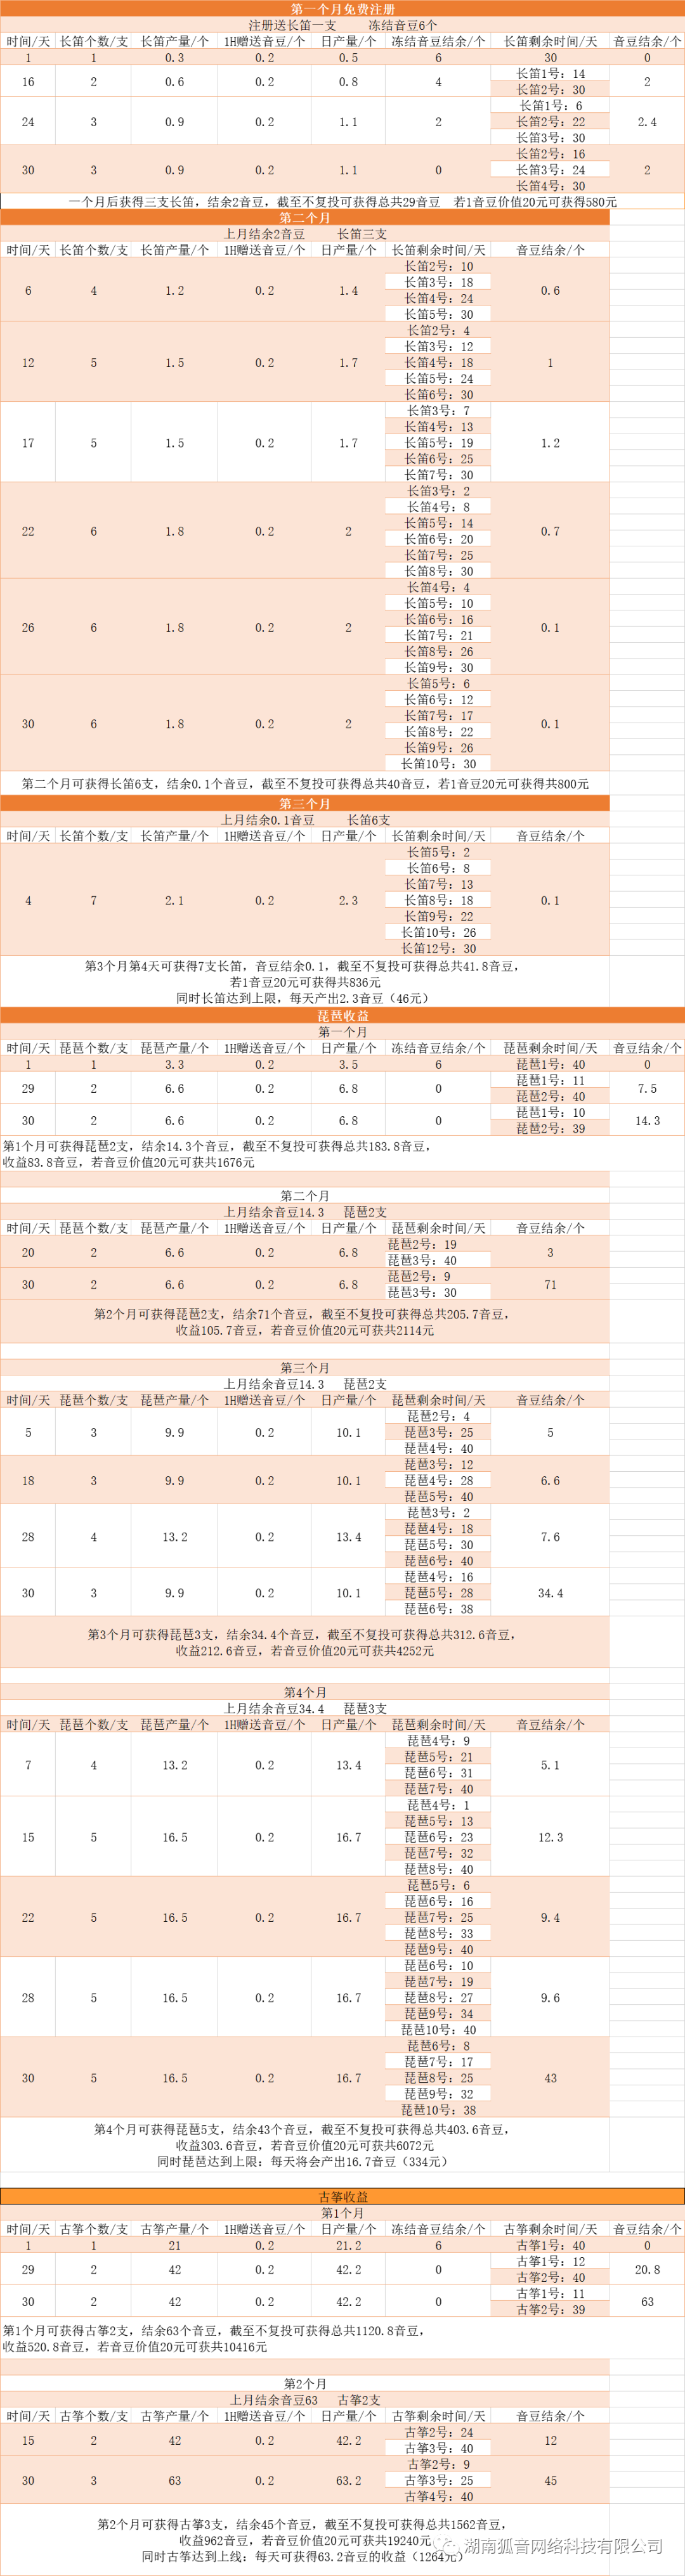 第一个月免费注册
注册送长笛一支 冻结音豆6个
时间/天 长笛个数/支 长笛产量/个 1H赠送音豆/个 日产量/个 冻结音豆结余/个 长笛剩余时间/天 音豆结余/个
1 1 0.3 0.2 0.5 6 30 0
16 2 0.6 0.2 0.8 4 长笛1号：14 2
长笛2号：30
24 3 0.9 0.2 1.1 2 长笛1号：6 2.4
长笛2号：22
长笛3号：30
30 3 0.9 0.2 1.1 0 长笛2号：16 2
长笛3号：24
长笛4号：30
一个月后获得三支长笛，结余2音豆，截至不复投可获得总共29音豆 若1音豆价值20元可获得580元
第二个月
上月结余2音豆 长笛三支
时间/天 长笛个数/支 长笛产量/个 1H赠送音豆/个 日产量/个 长笛剩余时间/天 音豆结余/个
6 4 1.2 0.2 1.4 长笛2号：10 0.6
长笛3号：18
长笛4号：24
长笛5号：30
12 5 1.5 0.2 1.7 长笛2号：4 1
长笛3号：12
长笛4号：18
长笛5号：24
长笛6号：30
17 5 1.5 0.2 1.7 长笛3号：7 1.2
长笛4号：13
长笛5号：19
长笛6号：25
长笛7号：30
22 6 1.8 0.2 2 长笛3号：2 0.7
长笛4号：8
长笛5号：14
长笛6号：20
长笛7号：25
长笛8号：30
26 6 1.8 0.2 2 长笛4号：4 0.1
长笛5号：10
长笛6号：16
长笛7号：21
长笛8号：26
长笛9号：30
30 6 1.8 0.2 2 长笛5号：6 0.1
长笛6号：12
长笛7号：17
长笛8号：22
长笛9号：26
长笛10号：30
第二个月可获得长笛6支，结余0.1个音豆，截至不复投可获得总共40音豆，若1音豆20元可获得共800元
第三个月
上月结余0.1音豆 长笛6支
时间/天 长笛个数/支 长笛产量/个 1H赠送音豆/个 日产量/个 长笛剩余时间/天 音豆结余/个
4 7 2.1 0.2 2.3 长笛5号：2 0.1
长笛6号：8
长笛7号：13
长笛8号：18
长笛9号：22
长笛10号：26
长笛12号：30
第3个月第4天可获得7支长笛，音豆结余0.1，截至不复投可获得总共41.8音豆，
若1音豆20元可获得共836元
同时长笛达到上限，每天产出2.3音豆（46元）
琵琶收益
第一个月
时间/天 琵琶个数/支 琵琶产量/个 1H赠送音豆/个 日产量/个 冻结音豆结余/个 琵琶剩余时间/天 音豆结余/个
1 1 3.3 0.2 3.5 6 琵琶1号：40 0
29 2 6.6 0.2 6.8 0 琵琶1号：11 7.5
琵琶2号：40
30 2 6.6 0.2 6.8 0 琵琶1号：10 14.3
琵琶2号：39
第1个月可获得琵琶2支，结余14.3个音豆，截至不复投可获得总共183.8音豆，
收益83.8音豆，若音豆价值20元可获共1676元
第二个月
上月结余音豆14.3 琵琶2支
时间/天 琵琶个数/支 琵琶产量/个 1H赠送音豆/个 日产量/个 琵琶剩余时间/天 音豆结余/个
20 2 6.6 0.2 6.8 琵琶2号：19 3
琵琶3号：40
30 2 6.6 0.2 6.8 琵琶2号：9 71
琵琶3号：30
第2个月可获得琵琶2支，结余71个音豆，截至不复投可获得总共205.7音豆，
收益105.7音豆，若音豆价值20元可获共2114元
第三个月
上月结余音豆14.3 琵琶2支
时间/天 琵琶个数/支 琵琶产量/个 1H赠送音豆/个 日产量/个 琵琶剩余时间/天 音豆结余/个
5 3 9.9 0.2 10.1 琵琶2号：4 5
琵琶3号：25
琵琶4号：40
18 3 9.9 0.2 10.1 琵琶3号：12 6.6
琵琶4号：28
琵琶5号：40
28 4 13.2 0.2 13.4 琵琶3号：2 7.6
琵琶4号：18
琵琶5号：30
琵琶6号：40
30 3 9.9 0.2 10.1 琵琶4号：16 34.4
琵琶5号：28
琵琶6号：38
第3个月可获得琵琶3支，结余34.4个音豆，截至不复投可获得总共312.6音豆，
收益212.6音豆，若音豆价值20元可获共4252元
第4个月
上月结余音豆34.4 琵琶3支
时间/天 琵琶个数/支 琵琶产量/个 1H赠送音豆/个 日产量/个 琵琶剩余时间/天 音豆结余/个
7 4 13.2 0.2 13.4 琵琶4号：9 5.1
琵琶5号：21
琵琶6号：31
琵琶7号：40
15 5 16.5 0.2 16.7 琵琶4号：1 12.3
琵琶5号：13
琵琶6号：23
琵琶7号：32
琵琶8号：40
22 5 16.5 0.2 16.7 琵琶5号：6 9.4
琵琶6号：16
琵琶7号：25
琵琶8号：33
琵琶9号：40
28 5 16.5 0.2 16.7 琵琶6号：10 9.6
琵琶7号：19
琵琶8号：27
琵琶9号：34
琵琶10号：40
30 5 16.5 0.2 16.7 琵琶6号：8 43
琵琶7号：17
琵琶8号：25
琵琶9号：32
琵琶10号：38
第4个月可获得琵琶5支，结余43个音豆，截至不复投可获得总共403.6音豆，
收益303.6音豆，若音豆价值20元可获共6072元
同时琵琶达到上限：每天将会产出16.7音豆（334元）
古筝收益
第1个月
时间/天 古筝个数/支 古筝产量/个 1H赠送音豆/个 日产量/个 冻结音豆结余/个 古筝剩余时间/天 音豆结余/个
1 1 21 0.2 21.2 6 古筝1号：40 0
29 2 42 0.2 42.2 0 古筝1号：12 20.8
古筝2号：40
30 2 42 0.2 42.2 0 古筝1号：11 63
古筝2号：39
第1个月可获得古筝2支，结余63个音豆，截至不复投可获得总共1120.8音豆，
收益520.8音豆，若音豆价值20元可获共10416元
第2个月
上月结余音豆63 古筝2支
时间/天 古筝个数/支 古筝产量/个 1H赠送音豆/个 日产量/个 古筝剩余时间/天 音豆结余/个
15 2 42 0.2 42.2 古筝2号：24 12
古筝3号：40
30 3 63 0.2 63.2 古筝2号：9 45
古筝3号：25
古筝4号：40
第2个月可获得古筝3支，结余45个音豆，截至不复投可获得总共1562音豆，
收益962音豆，若音豆价值20元可获共19240元
同时古筝达到上线：每天可获得63.2音豆的收益（1264元）
湖南狐音网络科技有限公司